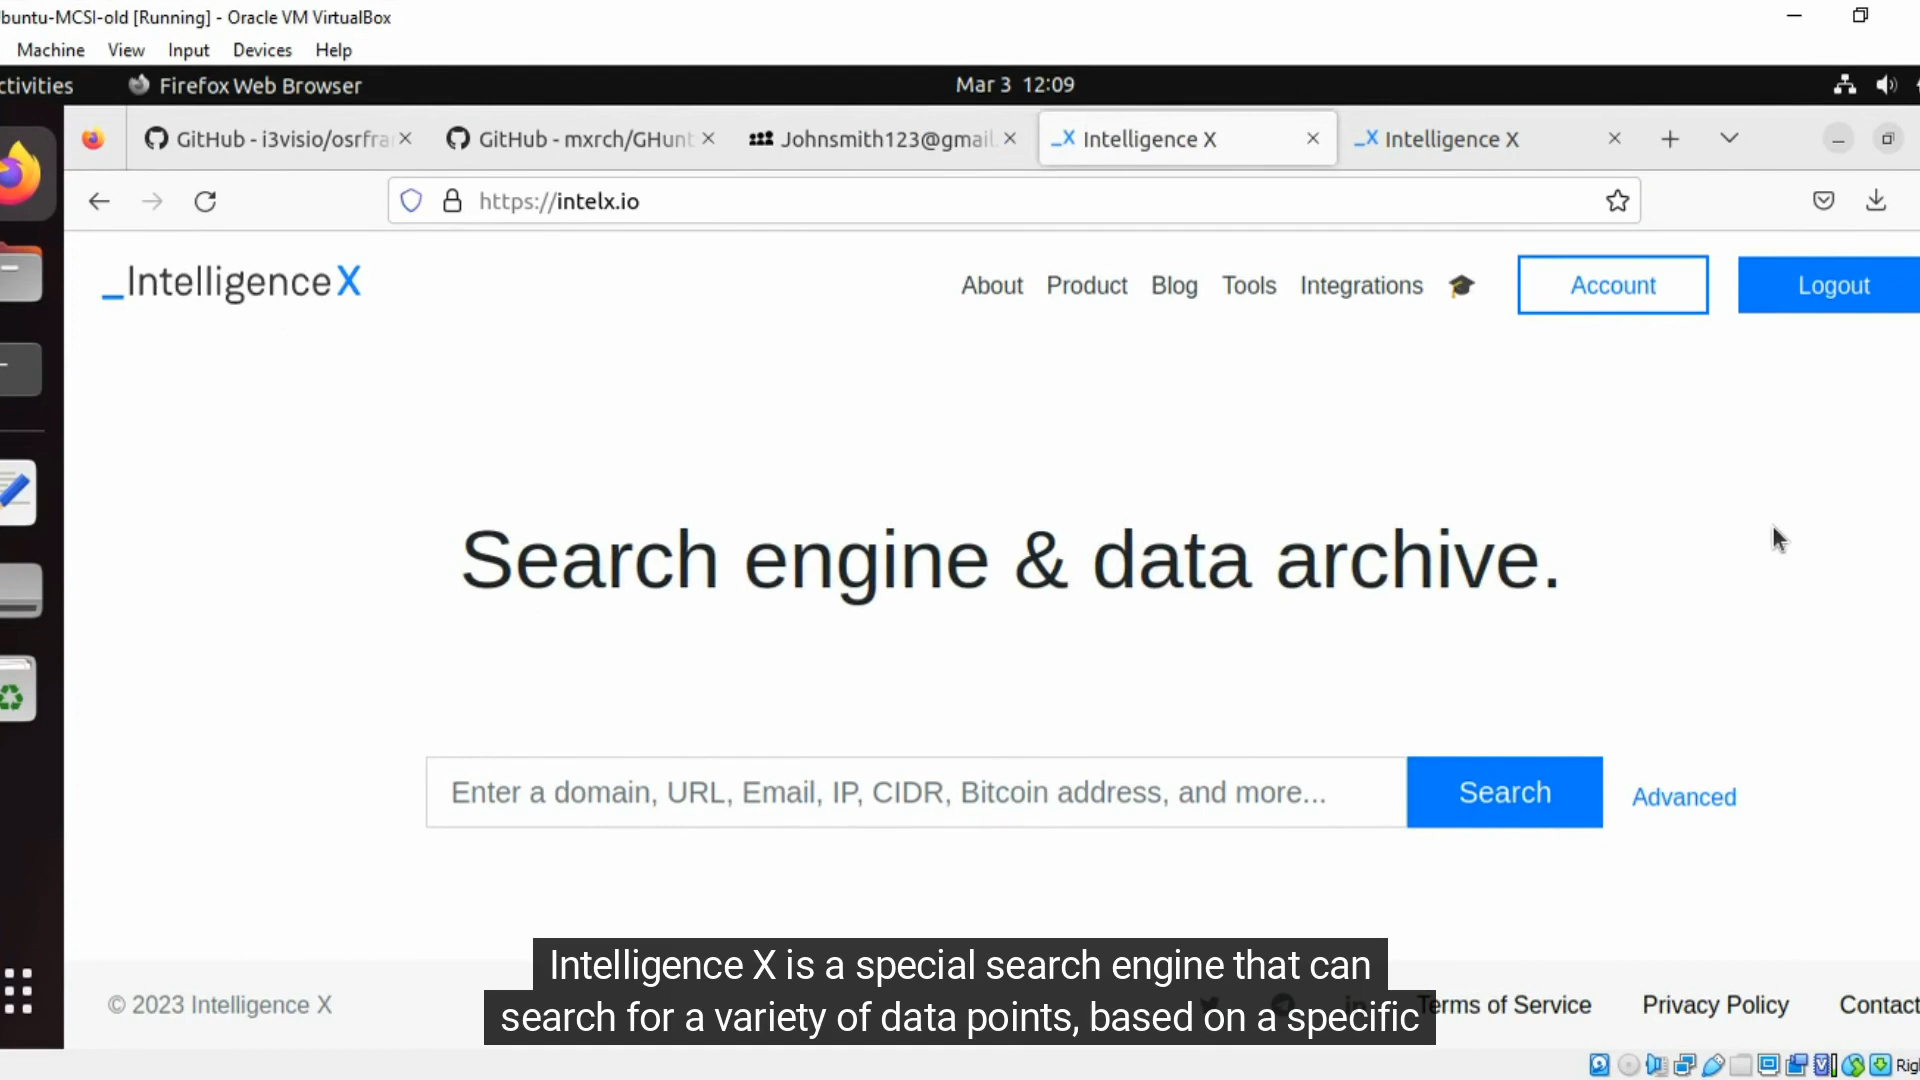 buntu-MCSI-old [Running] - Oracle VM VirtualBox
Machine View Input Devices Help
ctivities Firefox Web Browser Mar 3 12:09
GitHub - i3visio/osrfra GitHub - mxrch/GHunt Johnsmith123@gmail. _X Intelligence X _X Intelligence X
https://intelx.io
_IntelligenceX About Product Blog Tools Integrations Account Logout
Search engine & data archive.
Enter a domain, URL, Email, IP, CIDR, Bitcoin address, and more... Search Advanced
Intelligence X is a special search engine that can
search for a variety of data points, based on a specific
© 2023 Intelligence X Terms of Service Privacy Policy Contact
Rig